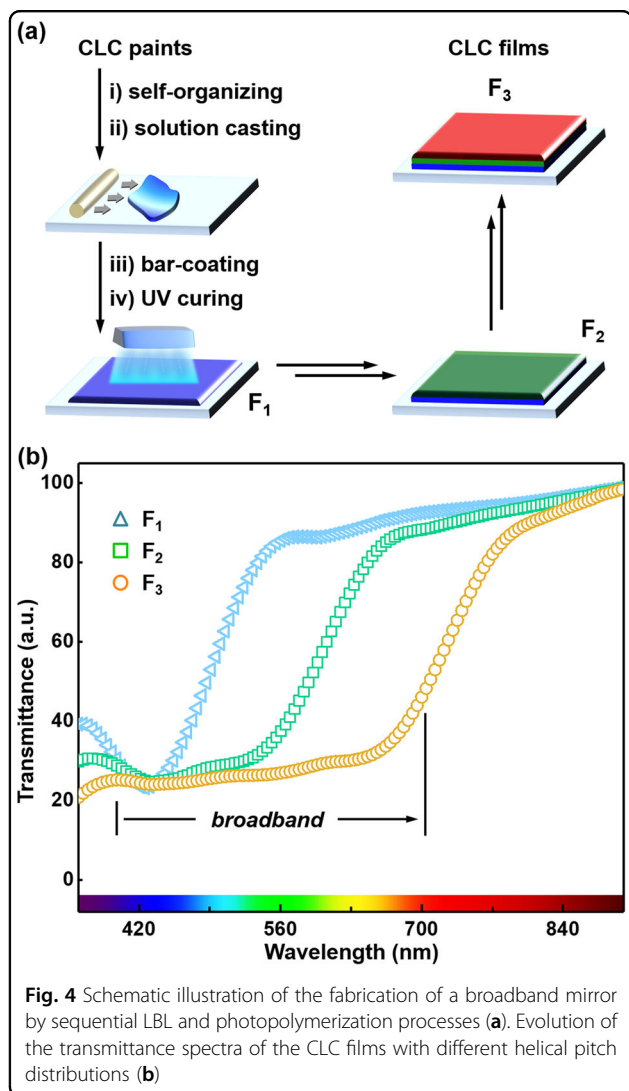 (a)
CLC paints
CLC films
i) self-organizing
ii) solution casting
F₃
iii) bar-coating
iv) UV curing
F₁
F₂
(b)
100
80
60
40
20
0
Transmittance (a.u.)
F₁
F₂
F₃
broadband
420
560
700
840
Wavelength (nm)
Fig. 4 Schematic illustration of the fabrication of a broadband mirror
by sequential LBL and photopolymerization processes (a). Evolution of
the transmittance spectra of the CLC films with different helical pitch
distributions (b)